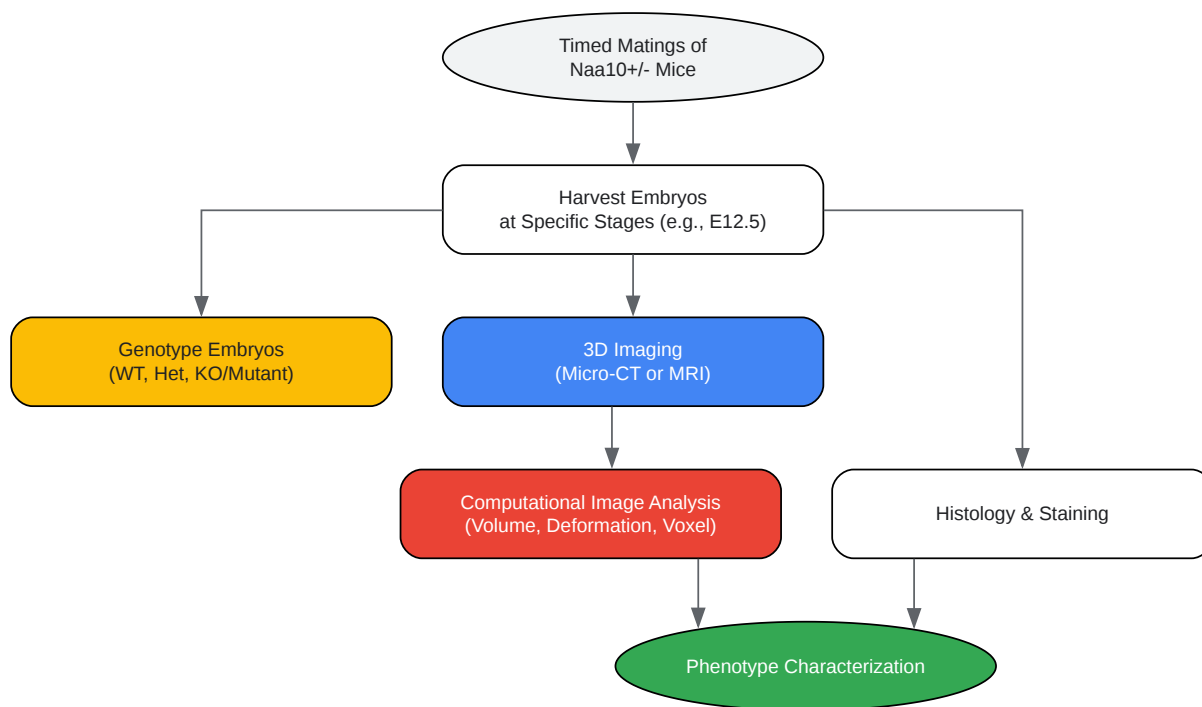 Timed Matings of
Naa10+/- Mice
Harvest Embryos
at Specific Stages (e.g., E12.5)
Genotype Embryos
(WT, Het, KO/Mutant)
3D Imaging
(Micro-CT or MRI)
Computational Image Analysis
(Volume, Deformation, Voxel)
Histology & Staining
Phenotype Characterization